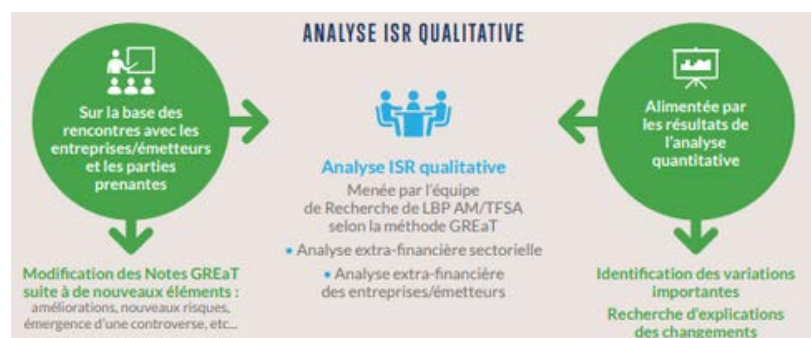 ANALYSE ISR QUALITATIVE
Sur la base des
rencontres avec les
entreprises/émetteurs
et les parties
prenantes
Modification des Notes GREaT
suite à de nouveaux éléments :
améliorations, nouveaux risques,
émergence d'une controverse, etc...
Analyse ISR qualitative
Menée par l'équipe
de Recherche de LBP AM/TFSA
selon la méthode GREaT
• Analyse extra-financière sectorielle
• Analyse extra-financière
des entreprises/émetteurs
Alimentée par
les résultats de
l'analyse
quantitative
Identification des variations
importantes
Recherche d'explications
des changements